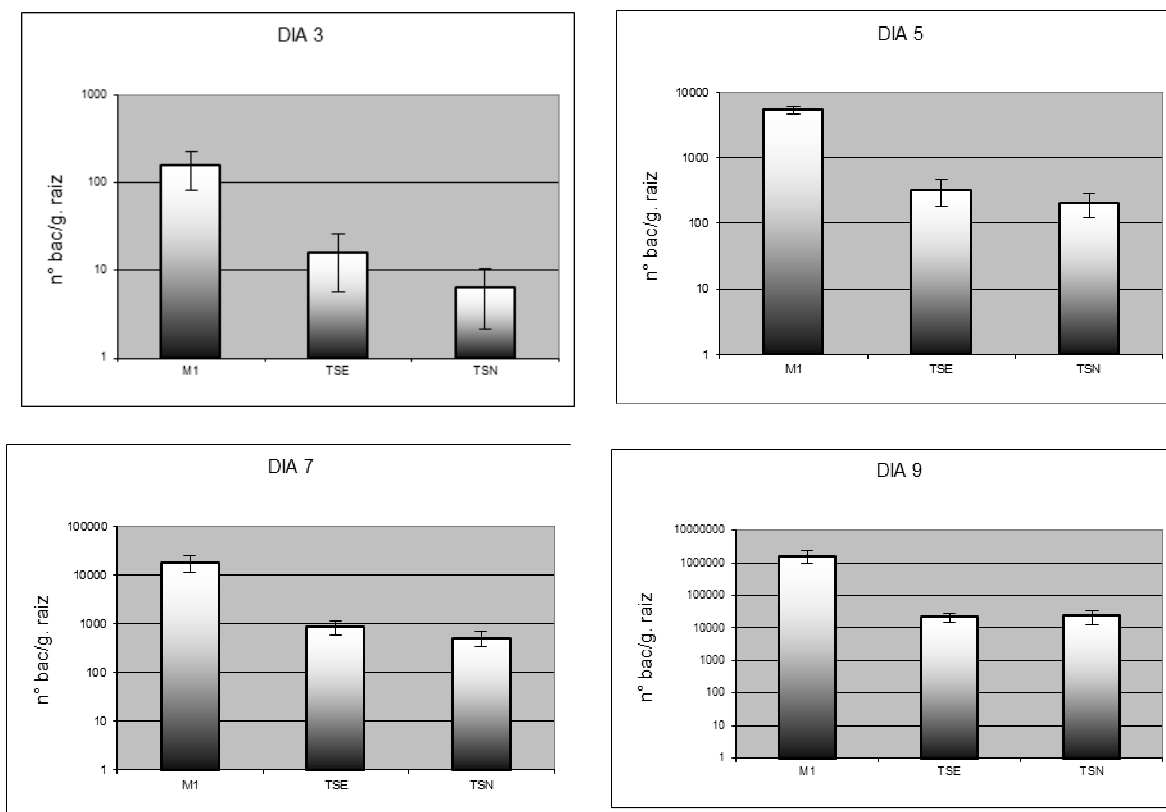 DIA 3
n° bac/g. raiz
1000
100
10
1
M1
TSE
TSN
DIA 5
n° bac/g. raiz
10000
1000
100
10
1
M1
TSE
TSN
DIA 7
n° bac/g. raiz
100000
10000
1000
100
10
1
M1
TSE
TSN
DIA 9
n° bac/g. raiz
10000000
1000000
100000
10000
1000
100
10
1
M1
TSE
TSN